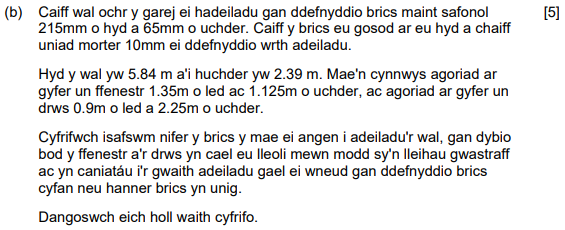 (b) Caiff wal ochr y garej ei hadeiladu gan ddefnyddio brics maint safonol [5]
215mm o hyd a 65mm o uchder. Caiff y brics eu gosod ar eu hyd a chaiff
uniad morter 10mm ei ddefnyddio wrth adeiladu.
Hyd y wal yw 5.84 m a'i huchder yw 2.39 m. Mae'n cynnwys agoriad ar
gyfer un ffenestr 1.35m o led ac 1.125m o uchder, ac agoriad ar gyfer un
drws 0.9m o led a 2.25m o uchder.
Cyfrifwch isafswm nifer y brics y mae ei angen i adeiladu'r wal, gan dybio
bod y ffenestr a'r drws yn cael eu lleoli mewn modd sy'n lleihau gwastraff
ac yn caniatáu i'r gwaith adeiladu gael ei wneud gan ddefnyddio brics
cyfan neu hanner brics yn unig.
Dangoswch eich holl waith cyfrifo.